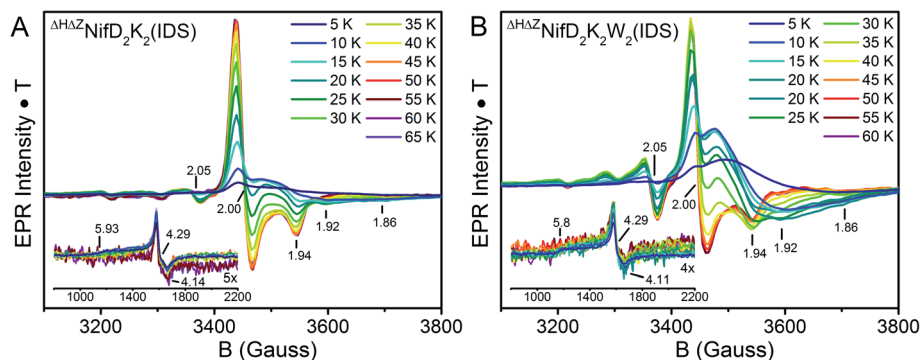 A
ΔHΔZNifD2K2(IDS)
5 K
10 K
15 K
20 K
25 K
30 K
35 K
40 K
45 K
50 K
55 K
60 K
65 K
EPR Intensity • T
2.05
2.00
1.92
1.86
1.94
5.93
4.29
4.14
5x
1000
1400
1800
2200
3200
3400
3600
3800
B (Gauss)
B
ΔHΔZNifD2K2W2(IDS)
5 K
10 K
15 K
20 K
20 K
25 K
30 K
35 K
40 K
45 K
50 K
55 K
60 K
EPR Intensity • T
2.05
2.00
1.94
1.92
1.86
5.8
4.29
4.11
4x
1000
1400
1800
2200
3200
3400
3600
3800
B (Gauss)